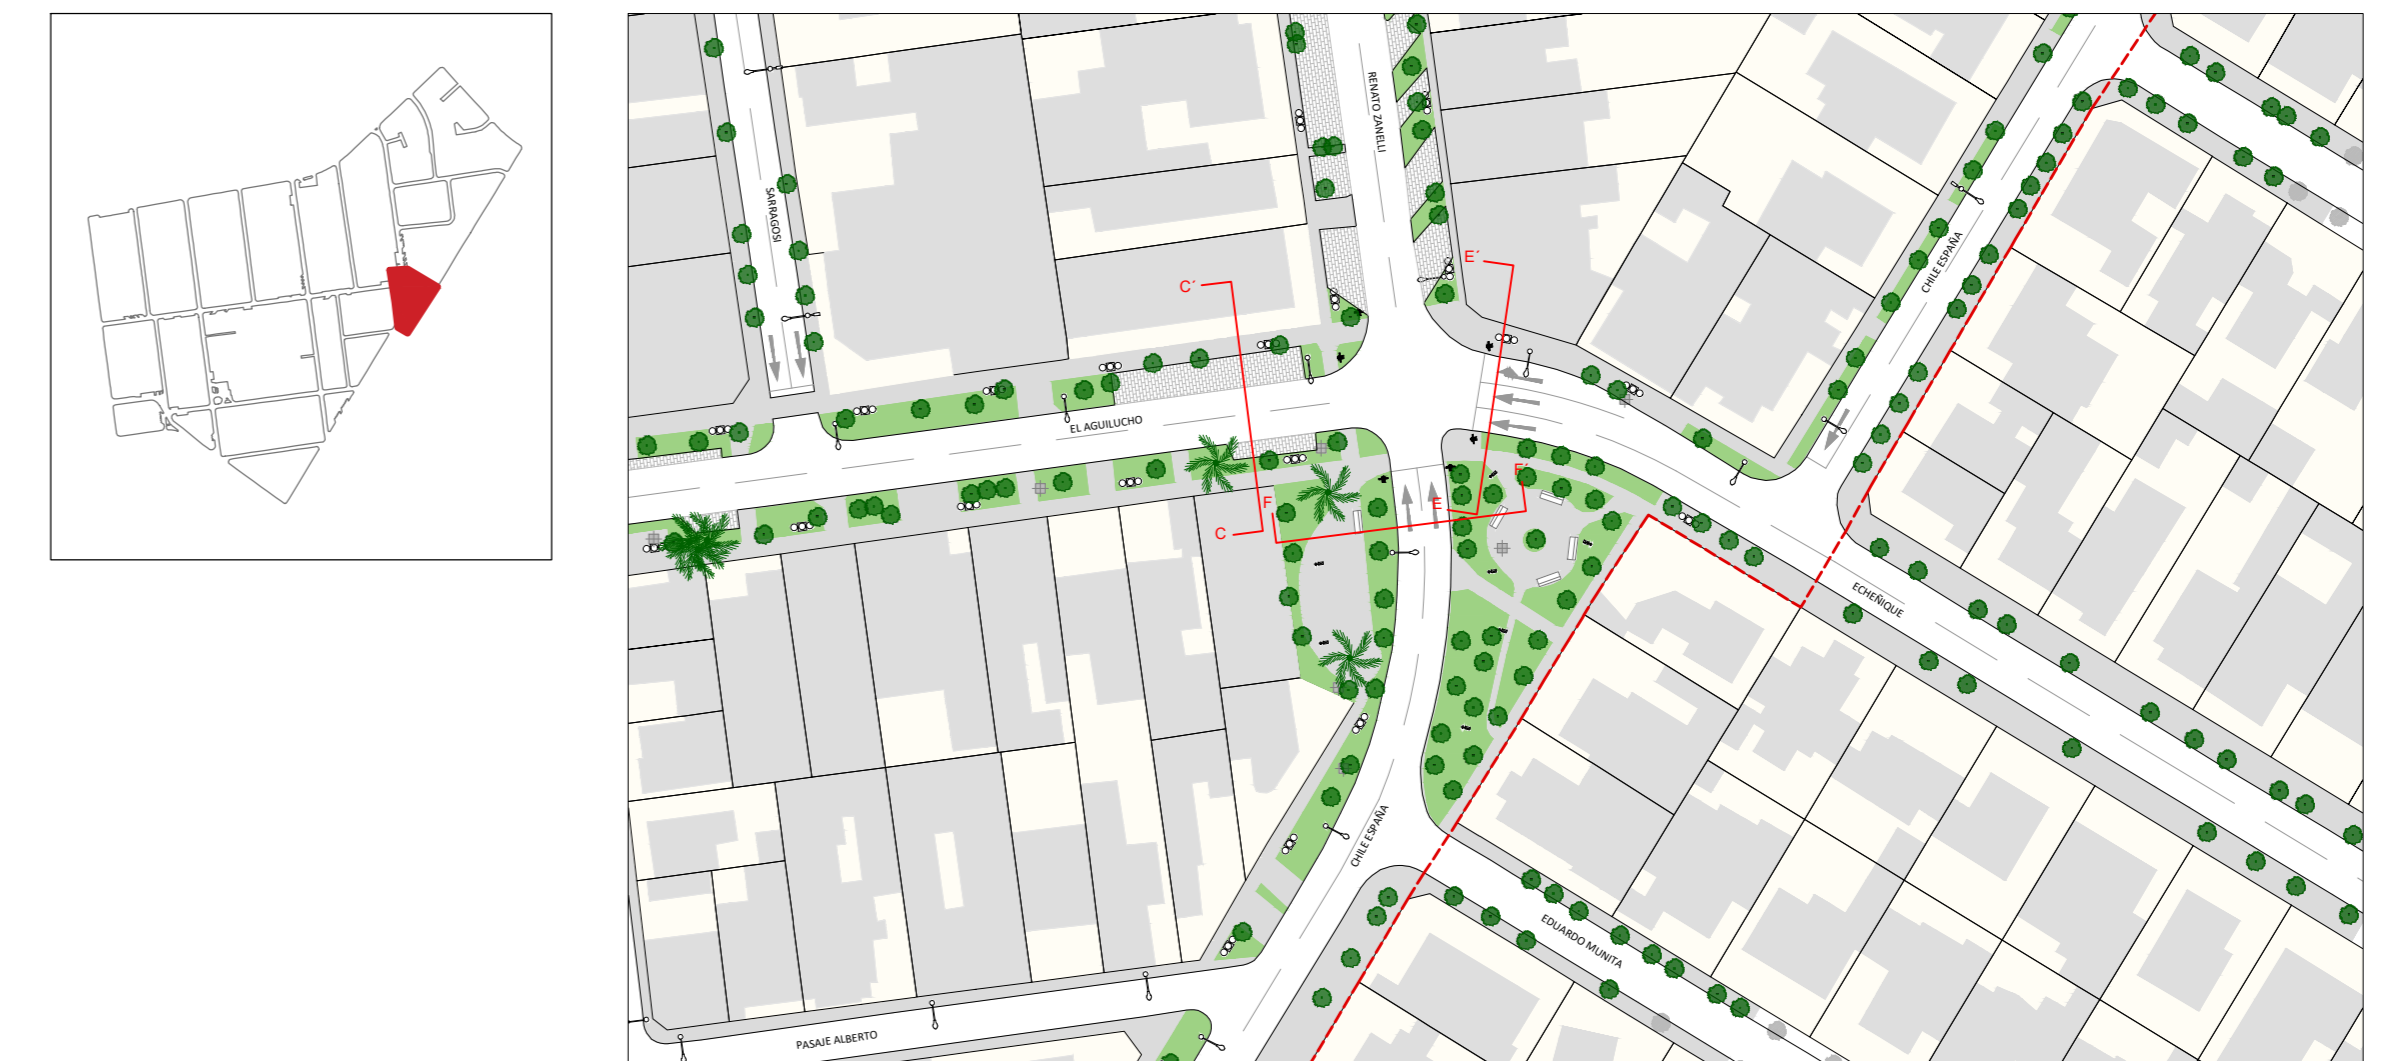 RENATO ZANELLI
SARRAGOSI
CHILE ESPAÑA
E´
C´
EL AGUILUCHO
F´
F
E
C
ECHEÑIQUE
CHILE ESPAÑA
EDUARDO MUNITA
PASAJE ALBERTO